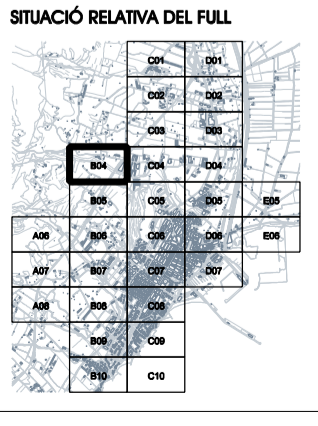 SITUACIÓ RELATIVA DEL FULL
C01 D01
C02 D02
C03 D03
B04 C04 D04
B05 C05 D05 E05
A06 B06 C06 D06 E06
A07 B07 C07 D07
A08 B08 C08
B09 C09
B10 C10